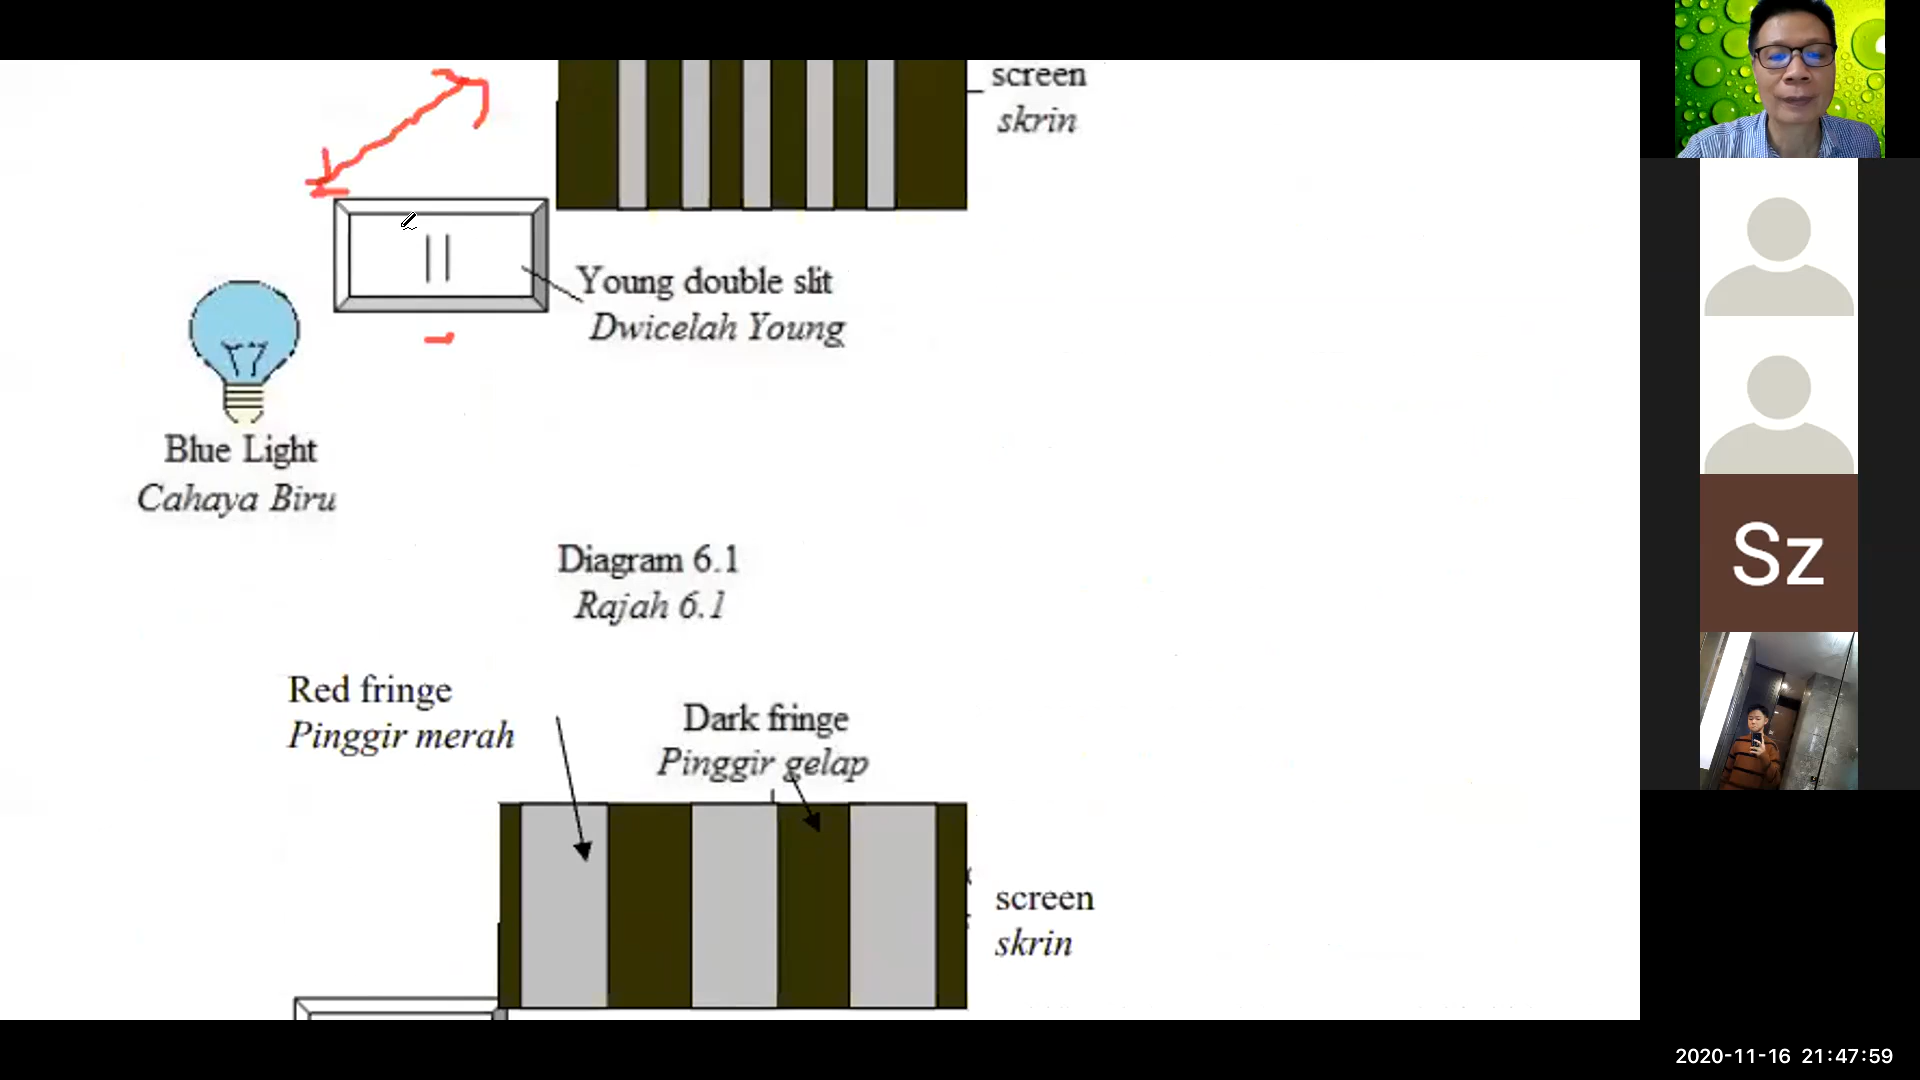 screen
skrin
Young double slit
Dwicelah Young
Blue Light
Cahaya Biru
Diagram 6.1
Rajah 6.1
Red fringe
Pinggir merah
Dark fringe
Pinggir gelap
screen
skrin
Sz
2020-11-16 21:47:59